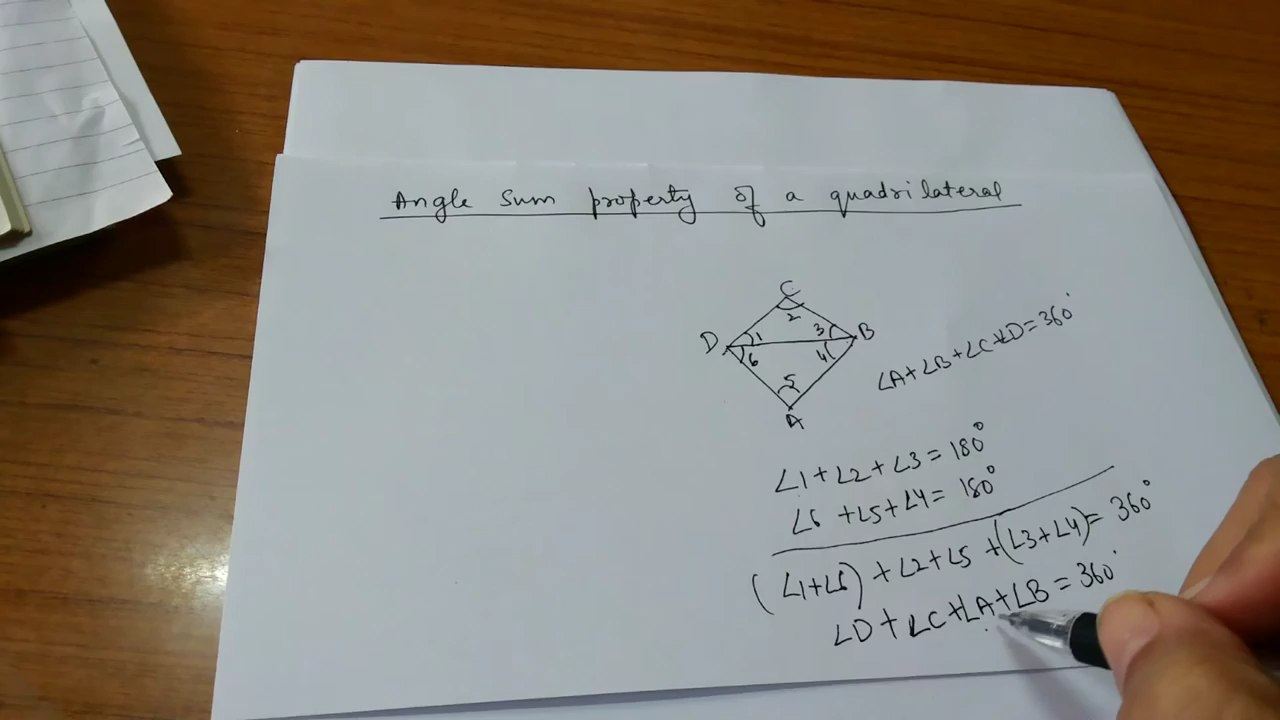 Angle Sum property of a quadrilateral
C
2
D 1 3 B
6 4
5
A
∠A+∠B+∠C+∠D=360°
∠1+∠2+∠3=180°
∠6+∠5+∠4=180°
(∠1+∠6)+∠2+∠5+(∠3+∠4)=360°
∠D+∠C+∠A+∠B=360°